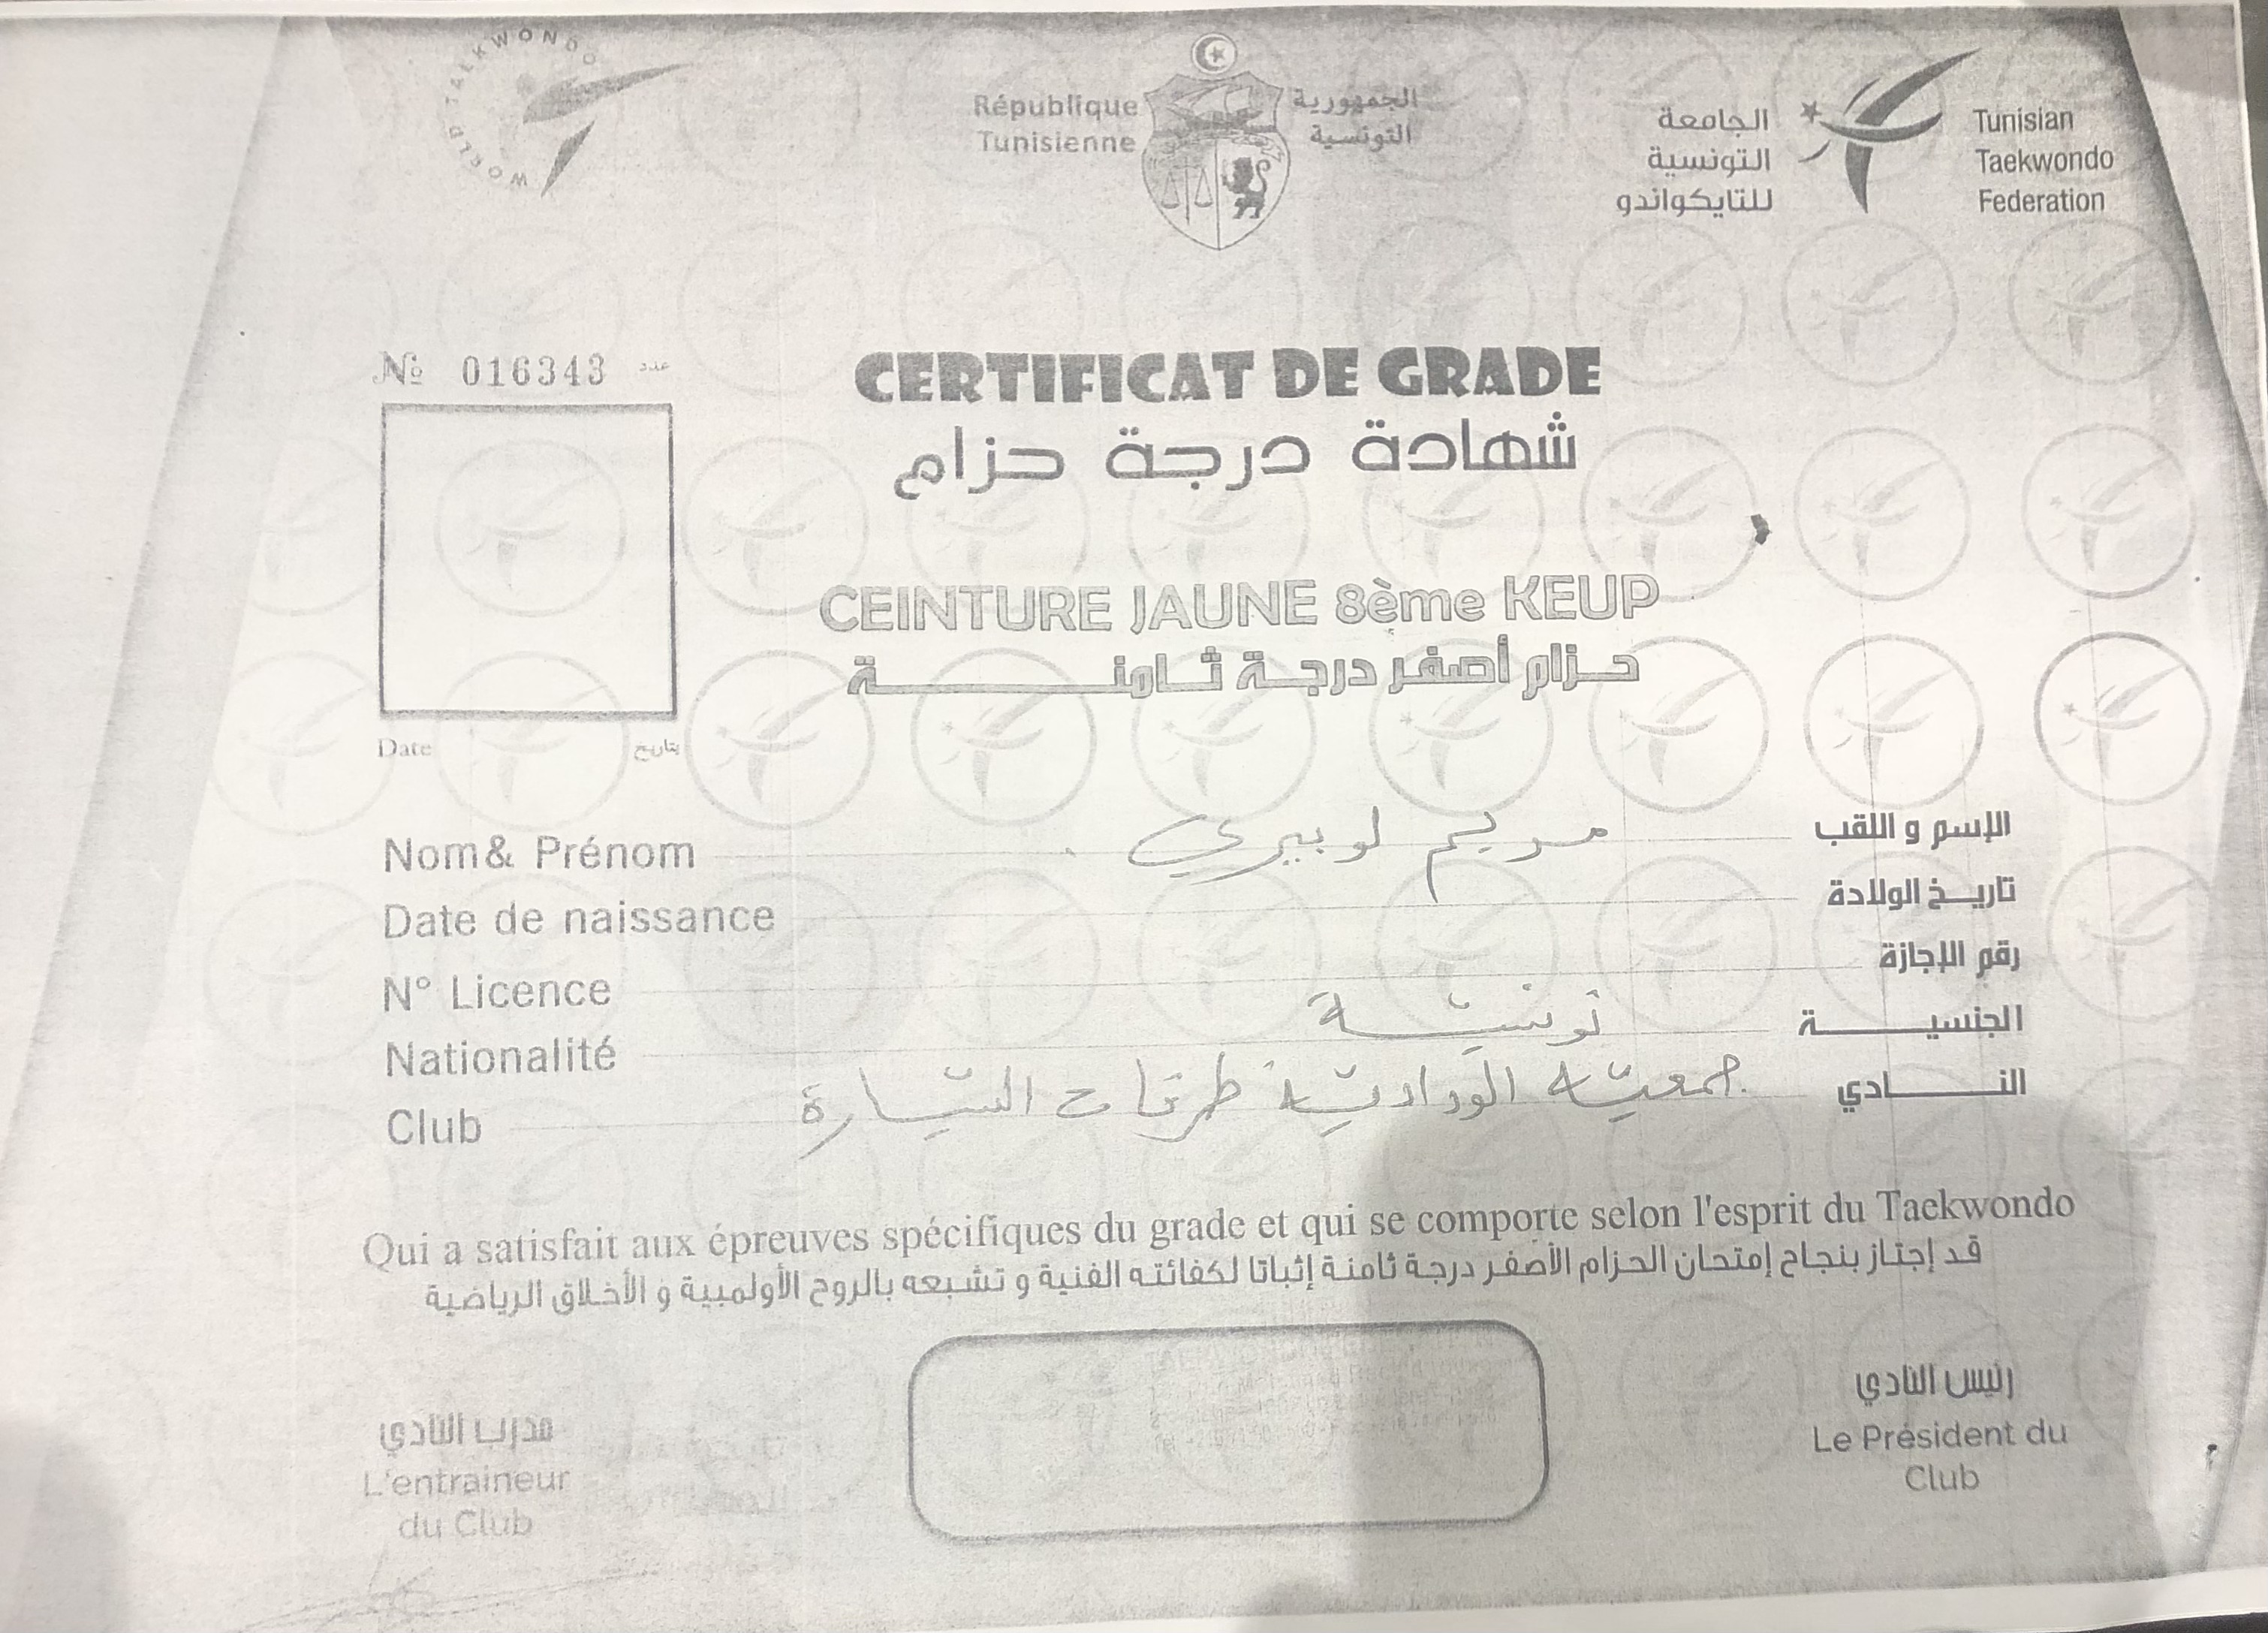 WORLD TAEKWONDO
République
Tunisienne
الجمهورية
التونسية
الجامعة
التونسية
للتايكواندو
Tunisian
Taekwondo
Federation
№ 016343 عدد
CERTIFICAT DE GRADE
شهادة درجة حزام
CEINTURE JAUNE 8ème KEUP
حزام أصفر درجة ثامنة
Date بتاريخ
Nom& Prénom مريم لوبيري الإسم و اللقب
Date de naissance تاريخ الولادة
N° Licence رقم الإجازة
Nationalité تونسية الجنسية
Club جمعية الودادية السيارة النادي
Qui a satisfait aux épreuves spécifiques du grade et qui se comporte selon l'esprit du Taekwondo
قد إجتاز بنجاح إمتحان الحزام الأصفر درجة ثامنة إثباتا لكفائته الفنية و تشبعه بالروح الأولمبية و الأخلاق الرياضية
مدرب النادي
L'entraineur
du Club
رئيس النادي
Le Président du
Club